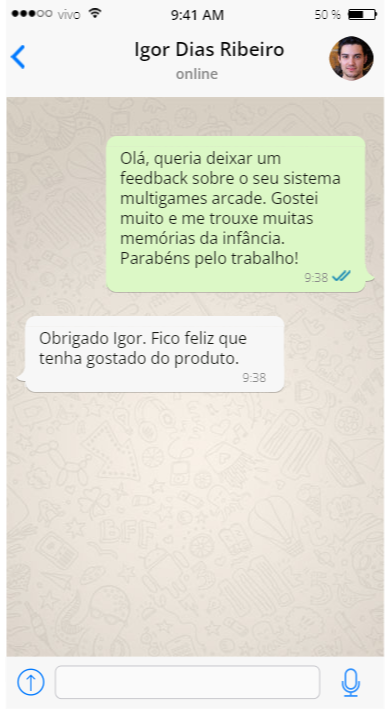 vivo 9:41 AM 50 %
Igor Dias Ribeiro
online
Olá, queria deixar um
feedback sobre o seu sistema
multigames arcade. Gostei
muito e me trouxe muitas
memórias da infância.
Parabéns pelo trabalho!
9:38
Obrigado Igor. Fico feliz que
tenha gostado do produto.
9:38
BFF